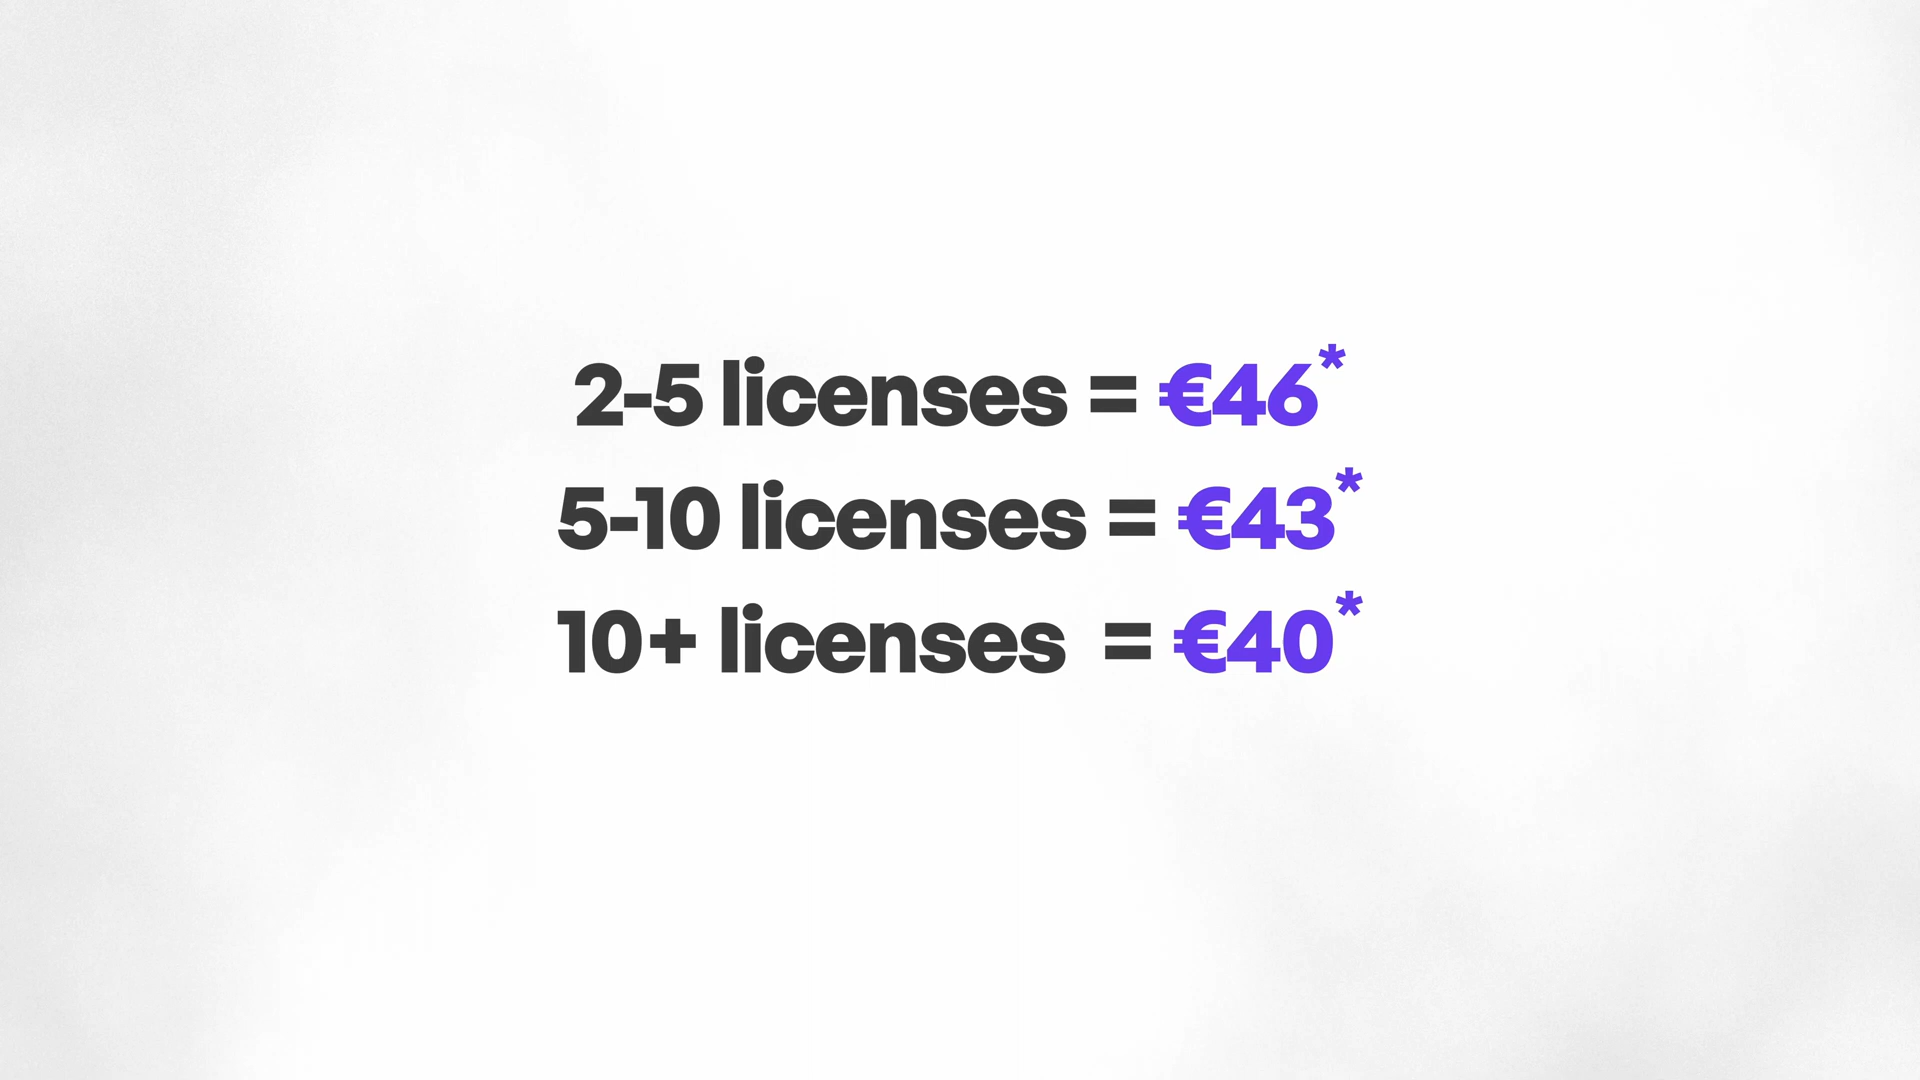 2-5 licenses = €46*
5-10 licenses = €43*
10+ licenses = €40*